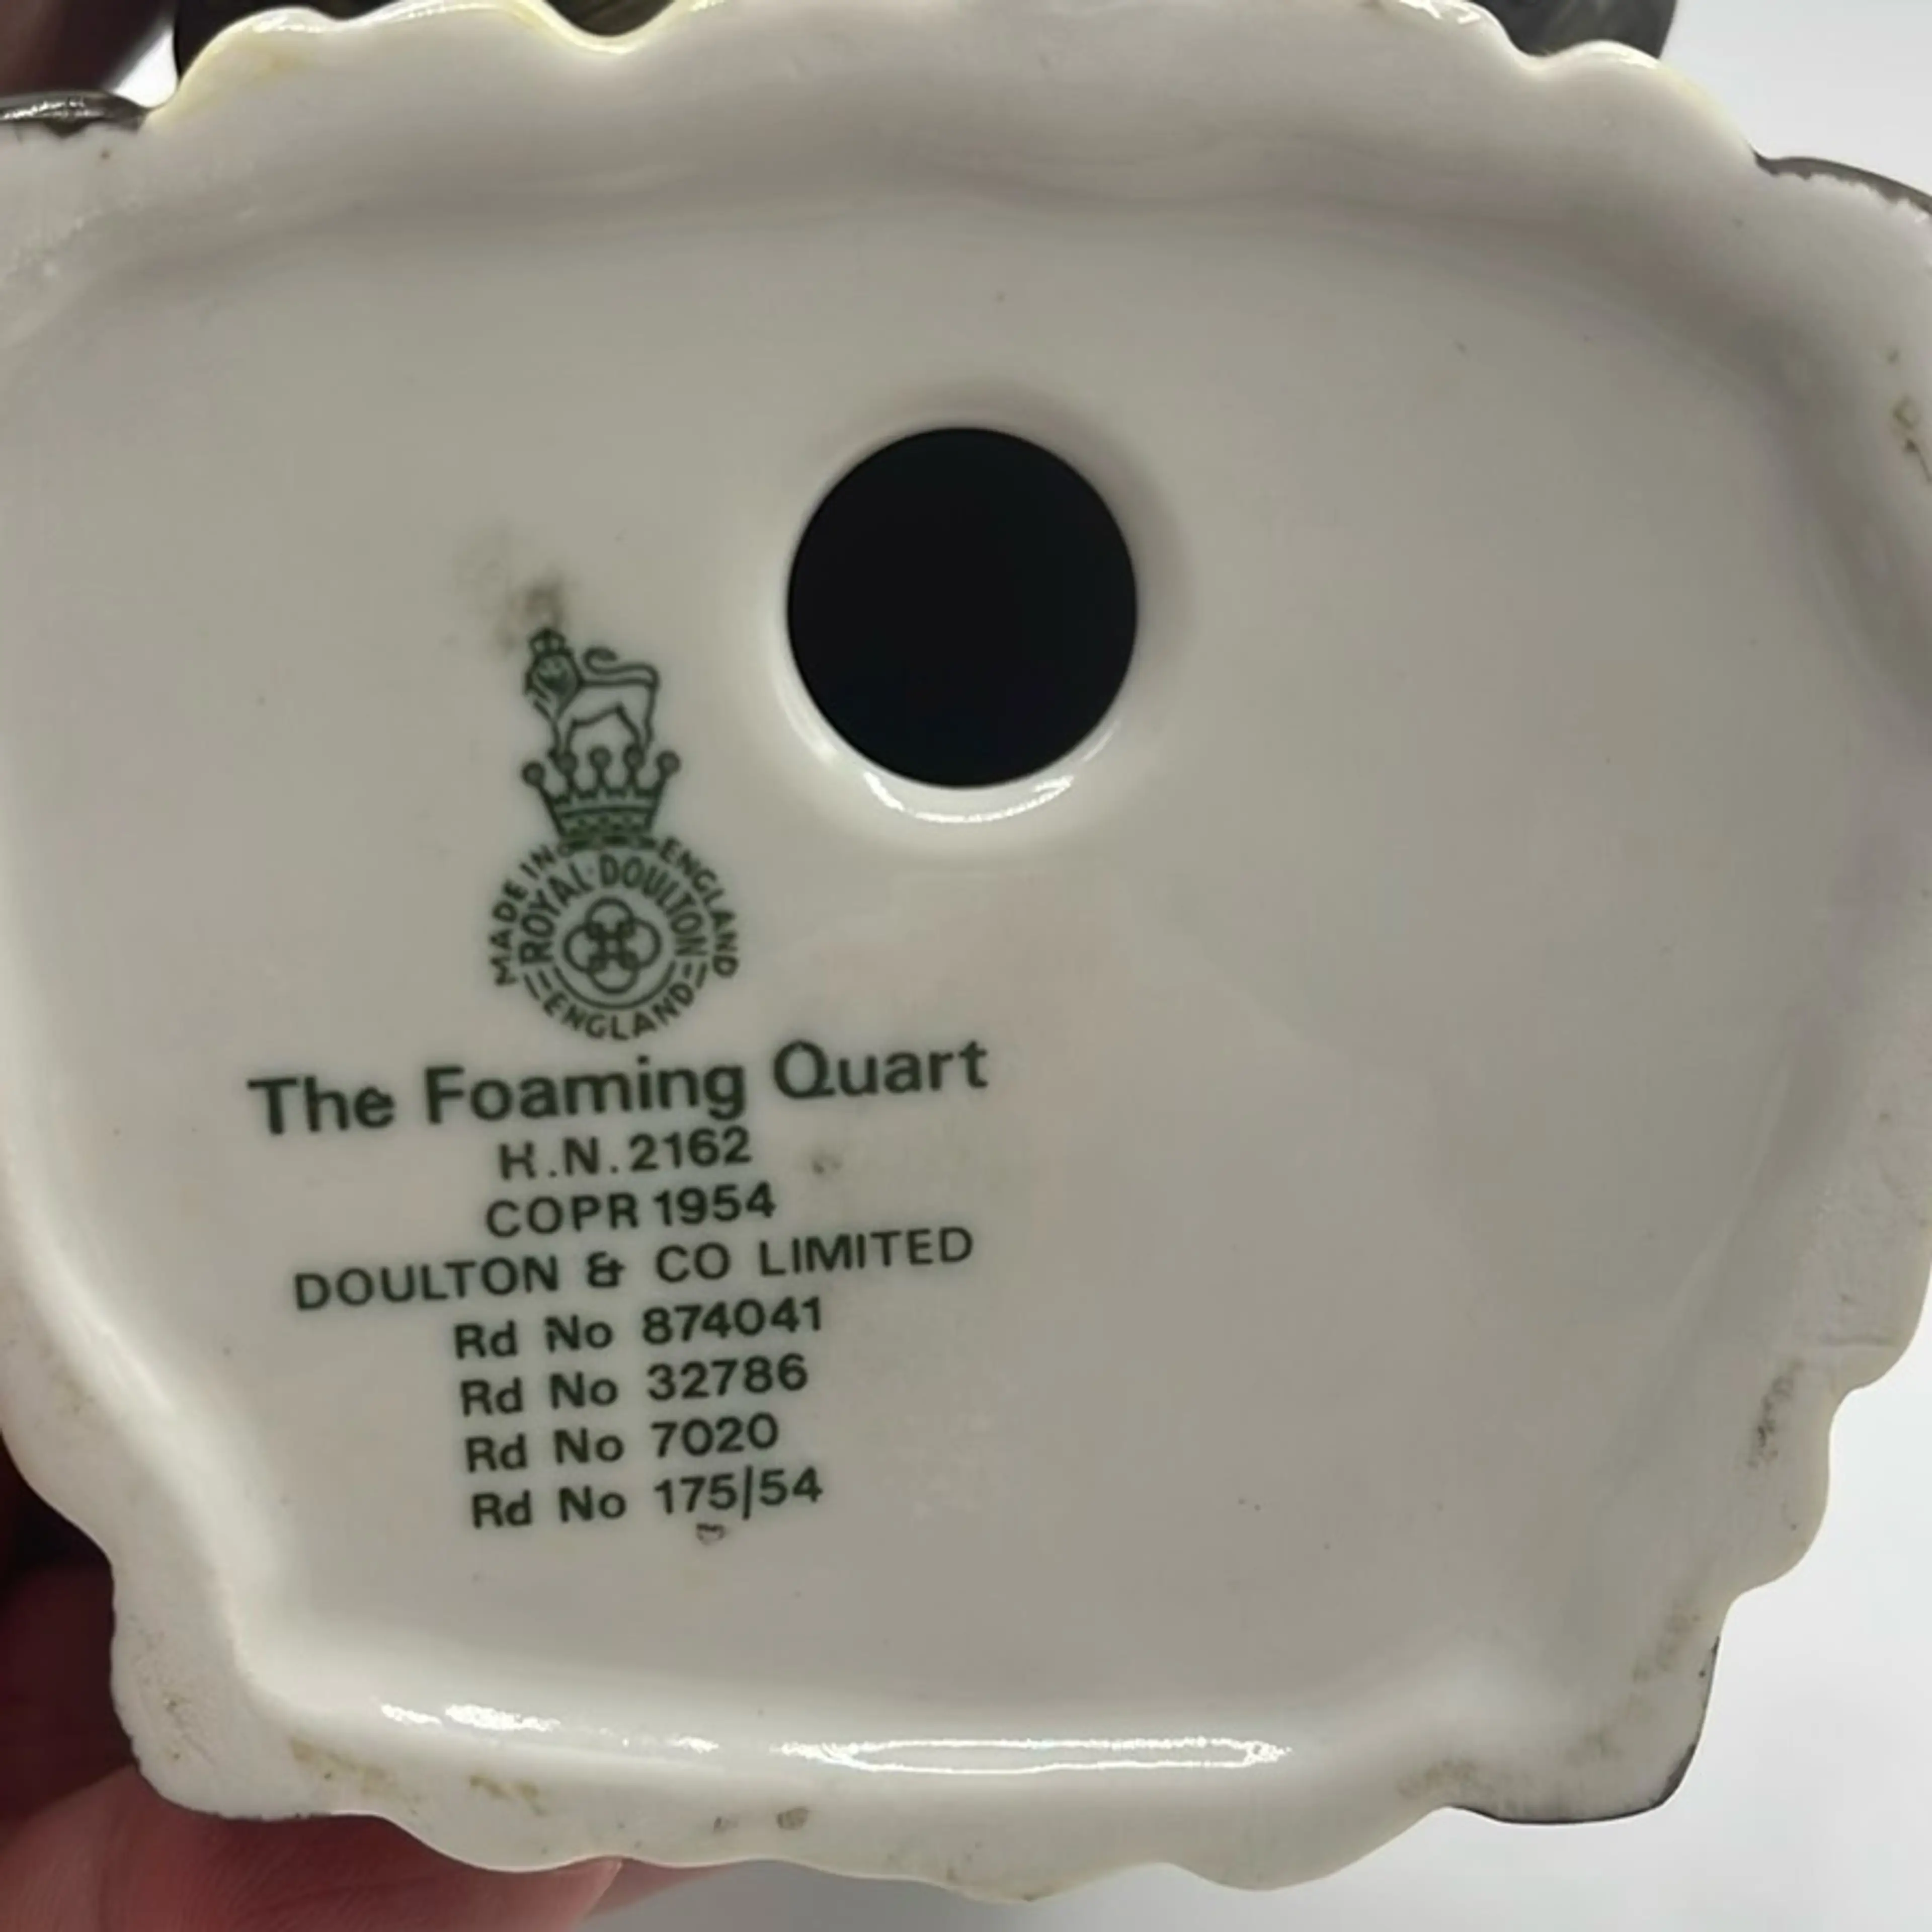 MADE IN ENGLAND
ROYAL DOULTON
ENGLAND
The Foaming Quart
H.N.2162
COPR 1954
DOULTON & CO LIMITED
Rd No 874041
Rd No 32786
Rd No 7020
Rd No 175/54